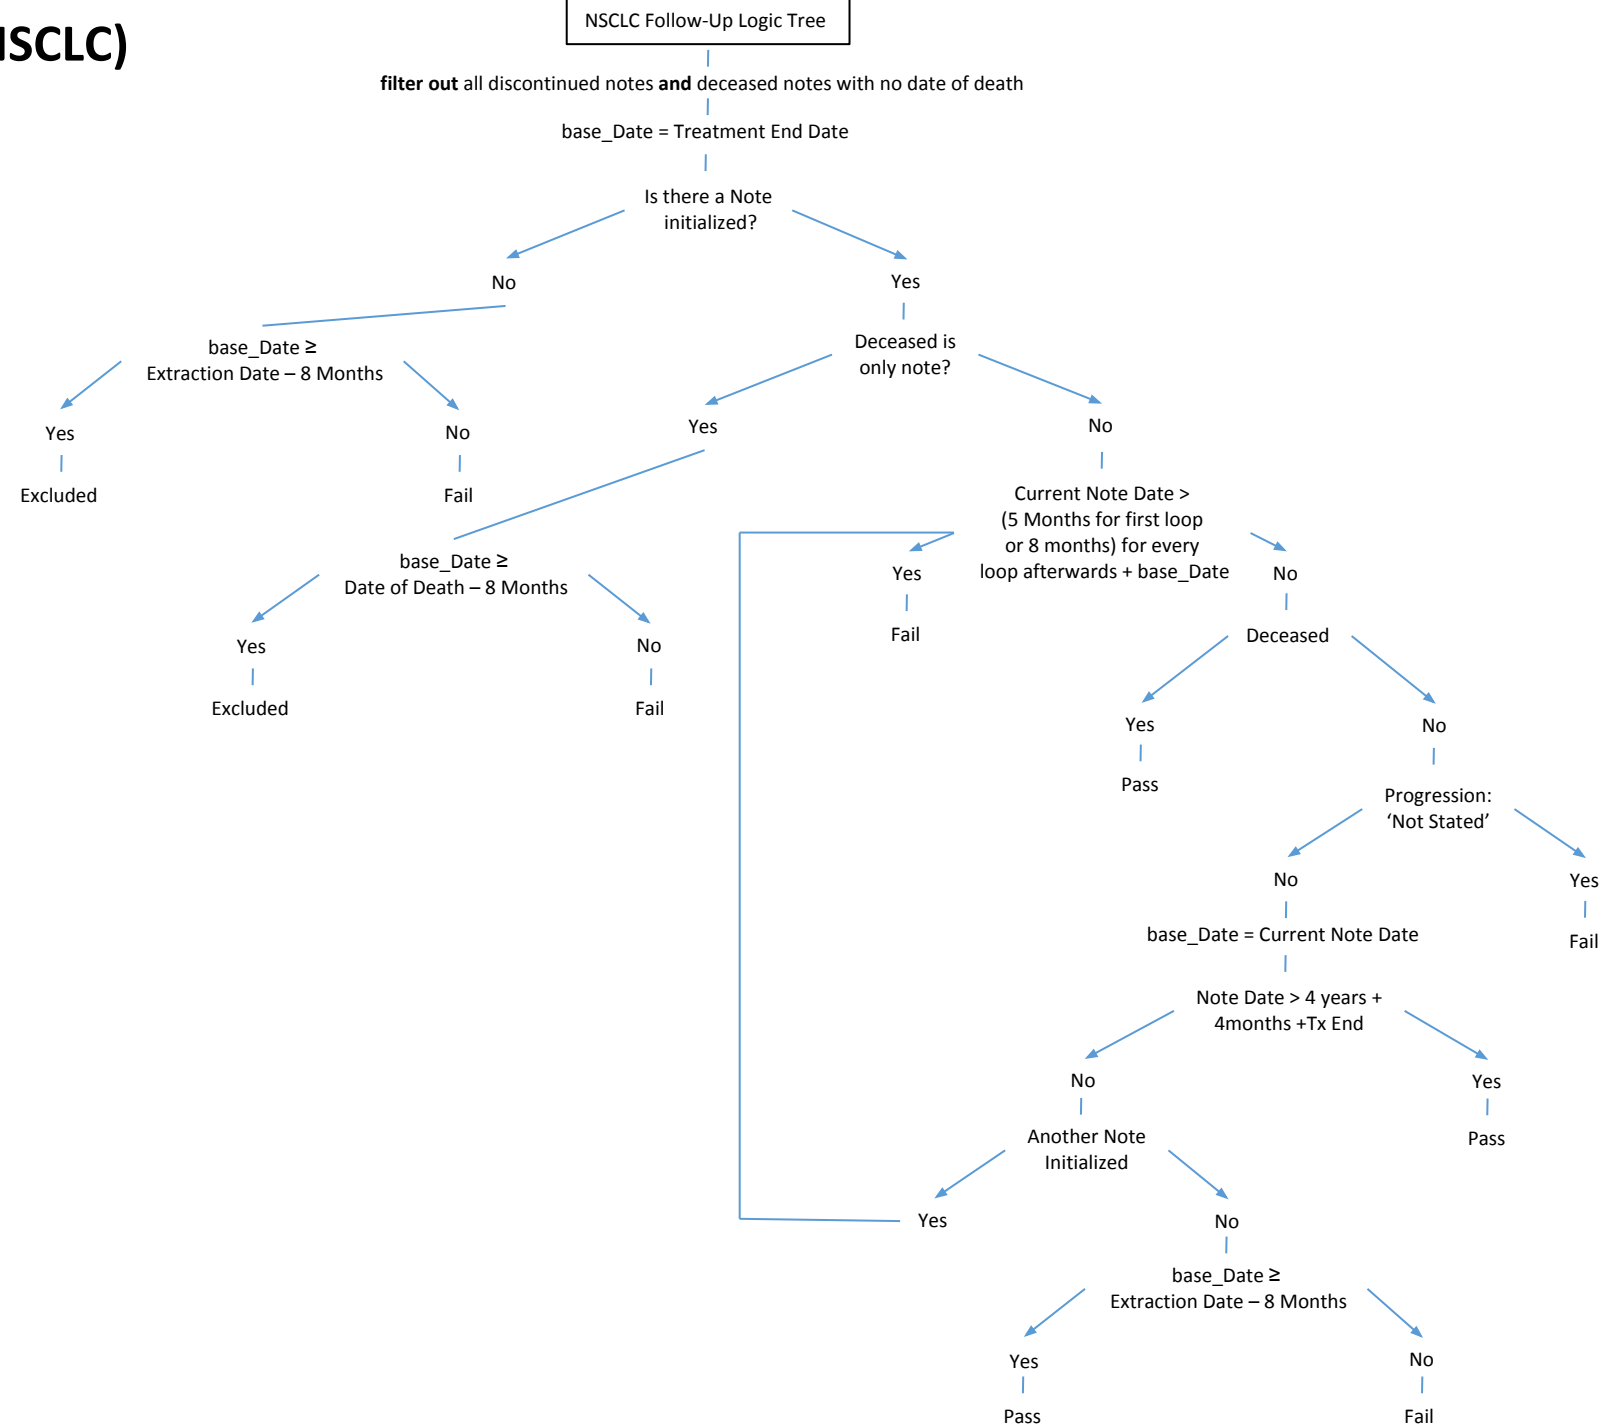 NSCLC)
NSCLC Follow-Up Logic Tree
filter out all discontinued notes and deceased notes with no date of death
base_Date = Treatment End Date
Is there a Note
initialized?
No
Yes
base_Date ≥
Extraction Date – 8 Months
Deceased is
only note?
Yes
No
Excluded
Fail
Yes
No
base_Date ≥
Date of Death – 8 Months
Yes
No
Excluded
Fail
Current Note Date >
(5 Months for first loop
or 8 months) for every
loop afterwards + base_Date
Yes
No
Fail
Deceased
Yes
No
Pass
Progression:
‘Not Stated’
No
Yes
base_Date = Current Note Date
Fail
Note Date > 4 years +
4months +Tx End
No
Yes
Another Note
Initialized
Pass
Yes
No
base_Date ≥
Extraction Date – 8 Months
Yes
No
Pass
Fail